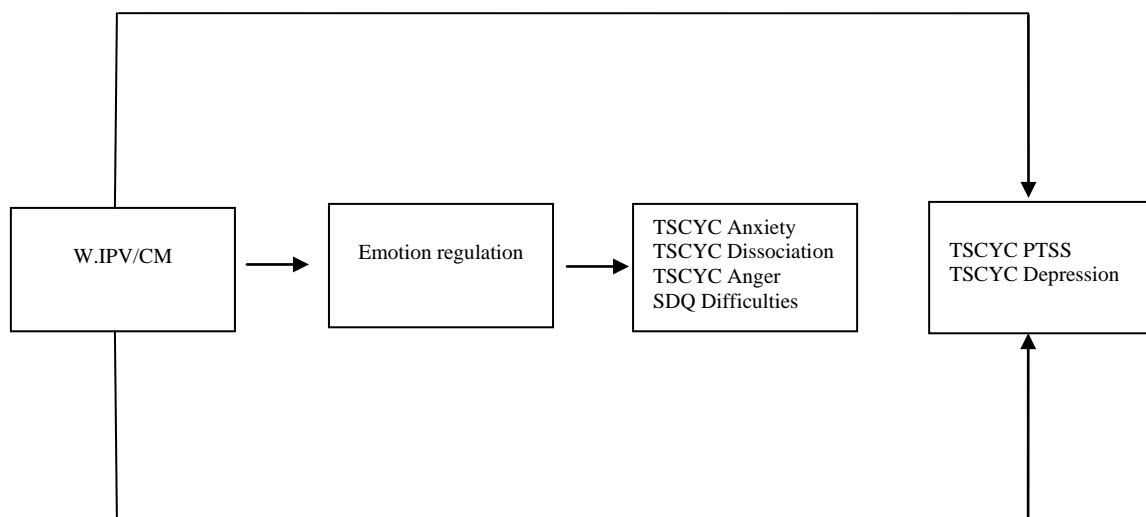 W.IPV/CM
Emotion regulation
TSCYC Anxiety
TSCYC Dissociation
TSCYC Anger
SDQ Difficulties
TSCYC PTSS
TSCYC Depression